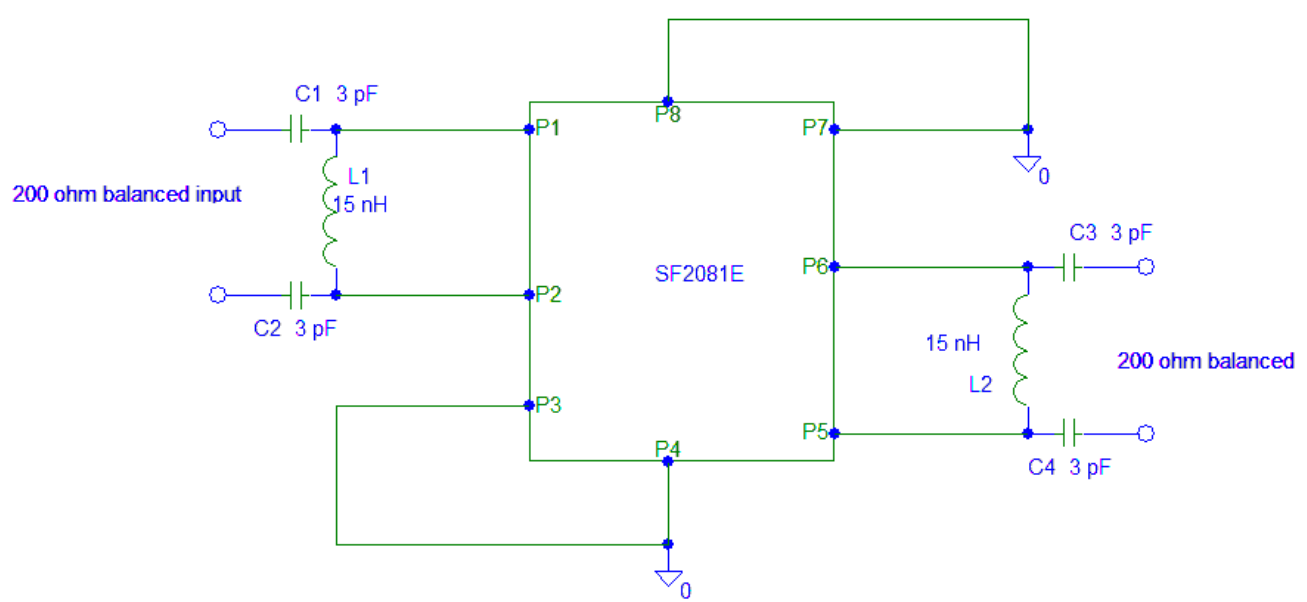 C1 3 pF
P1
P8
P7
0
200 ohm balanced input
L1
15 nH
C2 3 pF
P2
SF2081E
P6
C3 3 pF
15 nH
L2
200 ohm balanced
P3
P4
P5
C4 3 pF
0